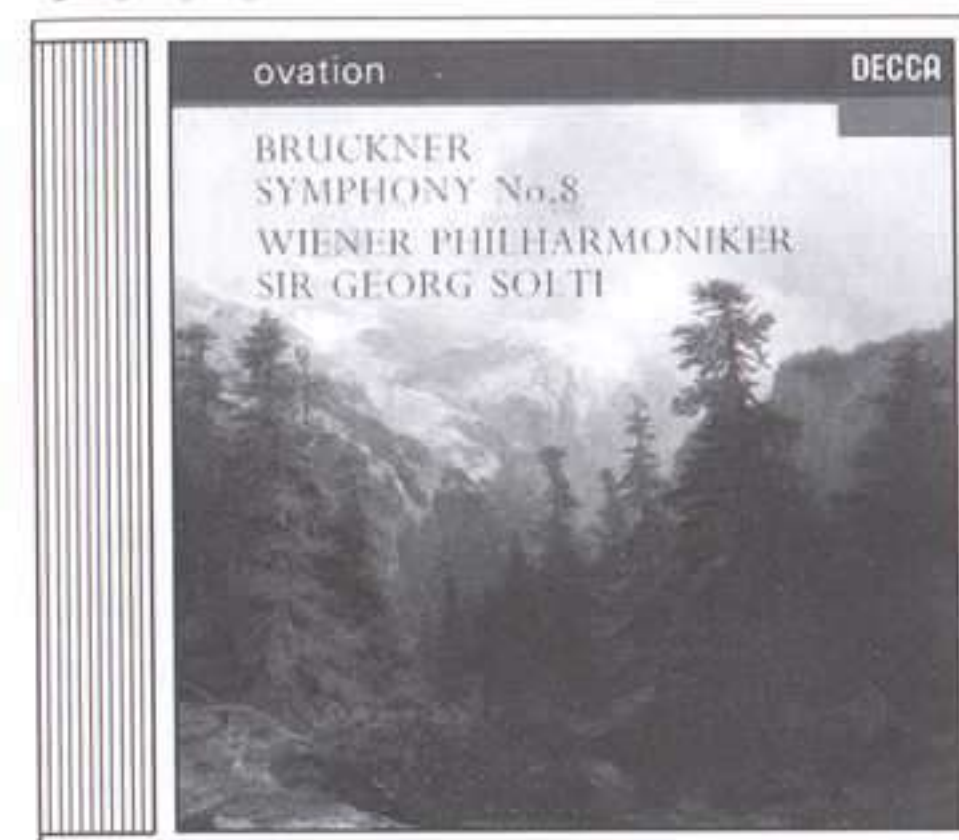 ovation DECCA
BRUCKNER
SYMPHONY No.8
WIENER PHILHARMONIKER
SIR GEORG SOLTI